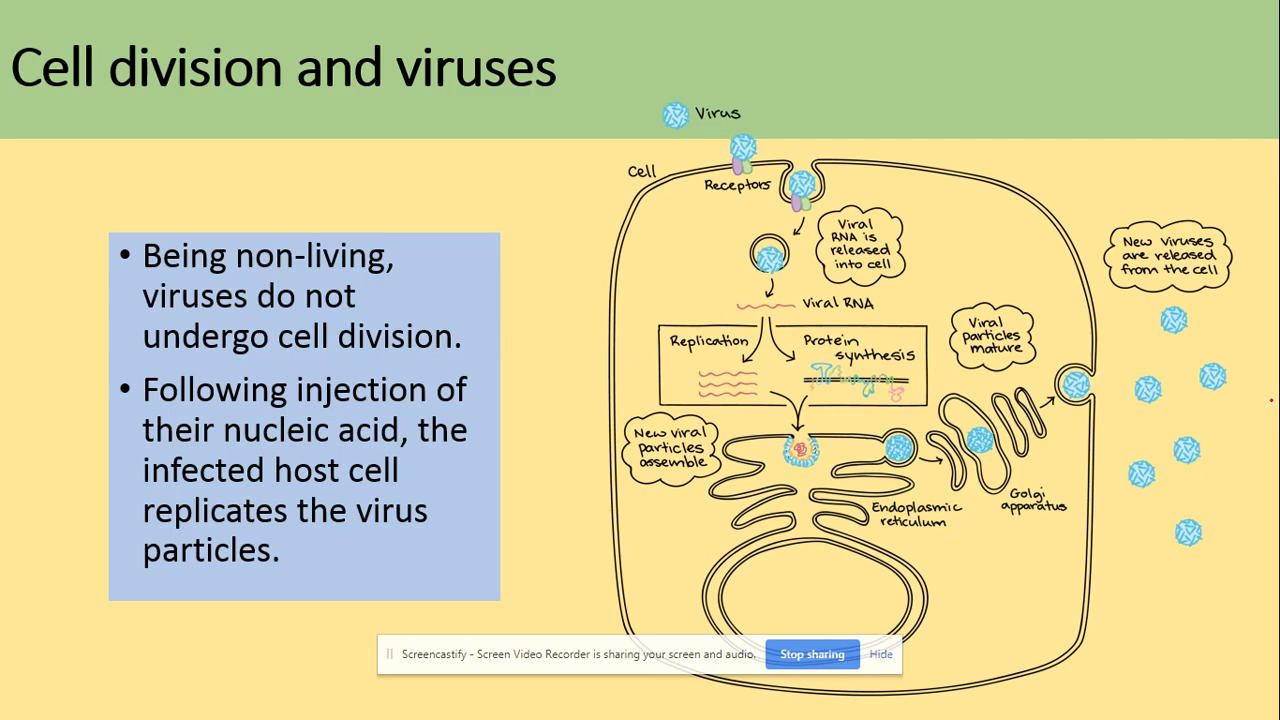 Cell division and viruses
Virus
Cell
Receptors
Viral
RNA is
released
into cell
New viruses
are released
from the cell
• Being non-living,
viruses do not
undergo cell division.
• Following injection of
their nucleic acid, the
infected host cell
replicates the virus
particles.
Viral RNA
Replication
Protein
synthesis
Viral
particles
mature
New viral
particles
assemble
Endoplasmic
reticulum
Golgi
apparatus
Screencastify - Screen Video Recorder is sharing your screen and audio.
Stop sharing
Hide